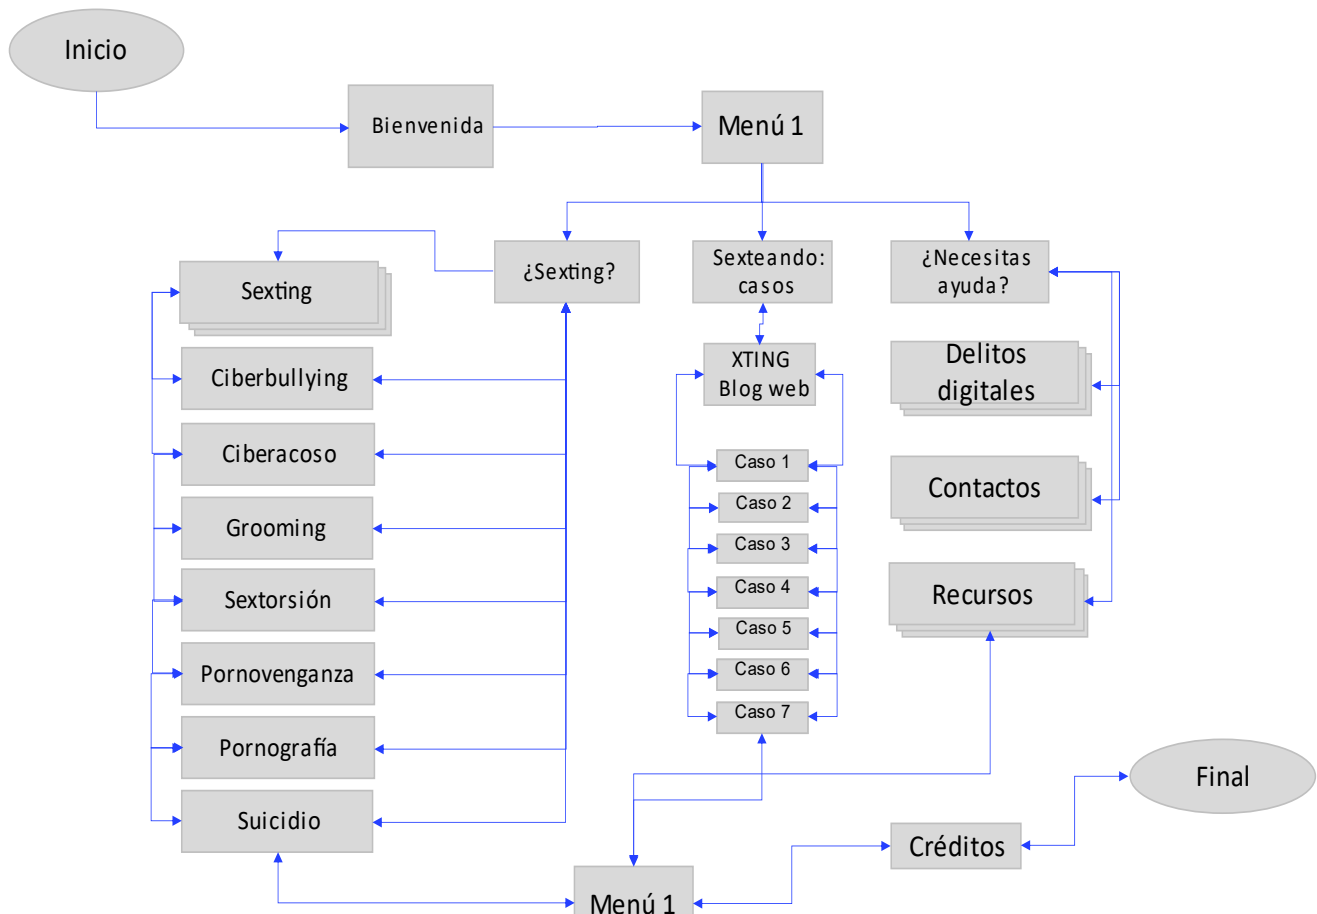 Inicio
Bienvenida
Menú 1
¿Sexting?
Sexteando:
casos
¿Necesitas
ayuda?
Sexting
Ciberbullying
Ciberacoso
Grooming
Sextorsión
Pornovenganza
Pornografía
Suicidio
XTING
Blog web
Caso 1
Caso 2
Caso 3
Caso 4
Caso 5
Caso 6
Caso 7
Delitos
digitales
Contactos
Recursos
Menú 1
Créditos
Final